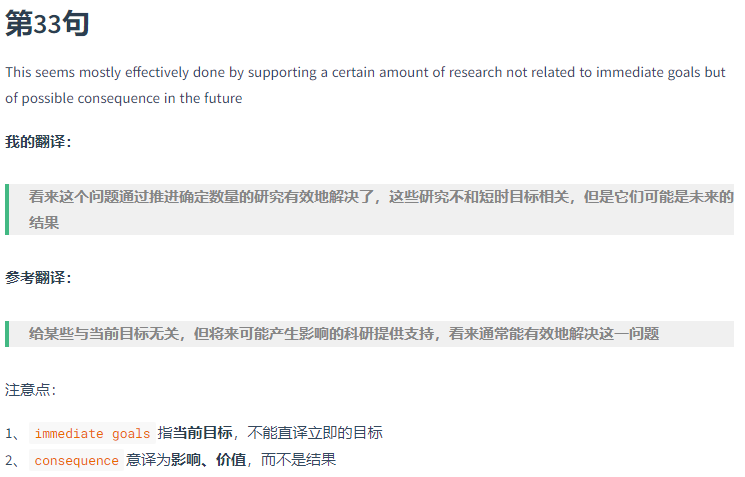 第33句
This seems mostly effectively done by supporting a certain amount of research not related to immediate goals but
of possible consequence in the future
我的翻译：
看来这个问题通过推进确定数量的研究有效地解决了，这些研究不和短时目标相关，但是它们可能是未来的
结果
参考翻译：
给某些与当前目标无关，但将来可能产生影响的科研提供支持，看来通常能有效地解决这一问题
注意点：
1、 immediate goals 指当前目标，不能直译立即的目标
2、 consequence 意译为影响、价值，而不是结果